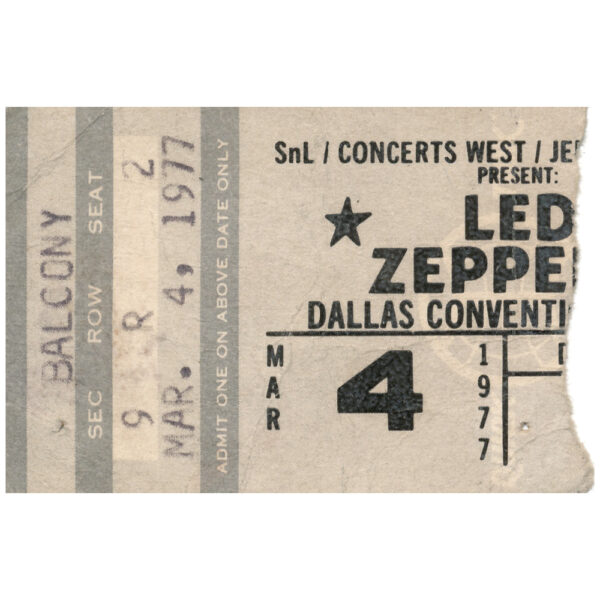 BALCONY
SEC ROW SEAT
9 R 2
MAR. 4, 1977
ADMIT ONE ON ABOVE DATE ONLY
SnL / CONCERTS WEST / JE
PRESENT:
★ LED
ZEPPE
DALLAS CONVENTI
MAR 4 1977